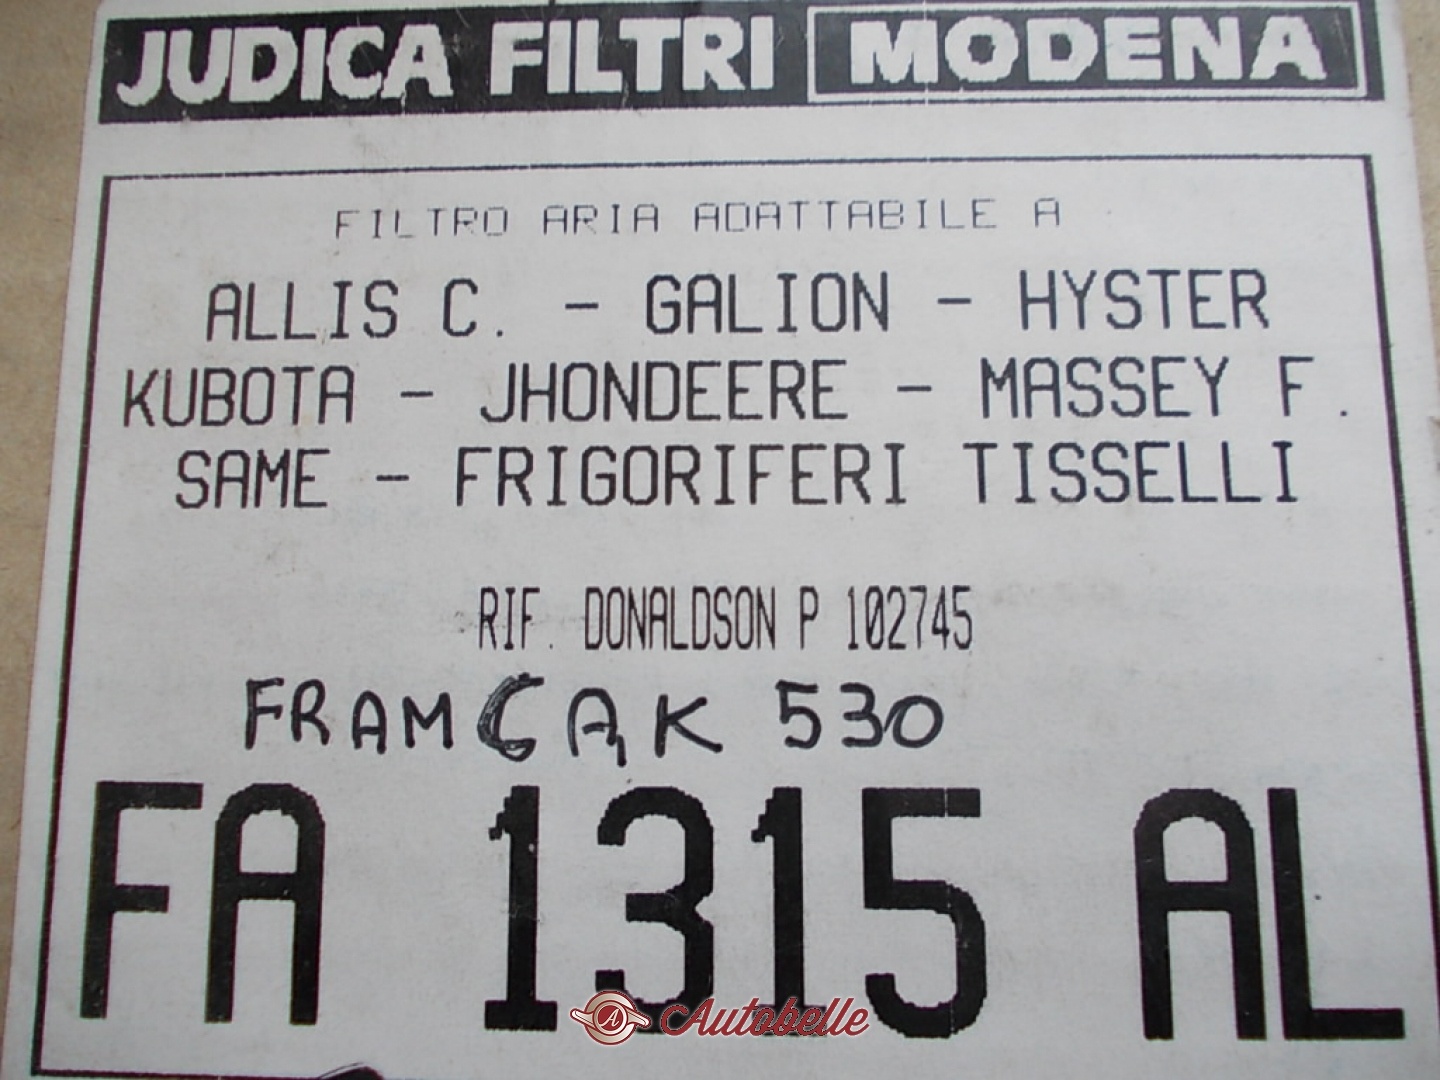 JUDICA FILTRI MODENA
FILTRO ARIA ADATTABILE A
ALLIS C. - GALION - HYSTER
KUBOTA - JHONDEERE - MASSEY F.
SAME - FRIGORIFERI TISSELLI
RIF. DONALDSON P 102745
FRAM CAK 530
FA 1315 AL
A Autobelle